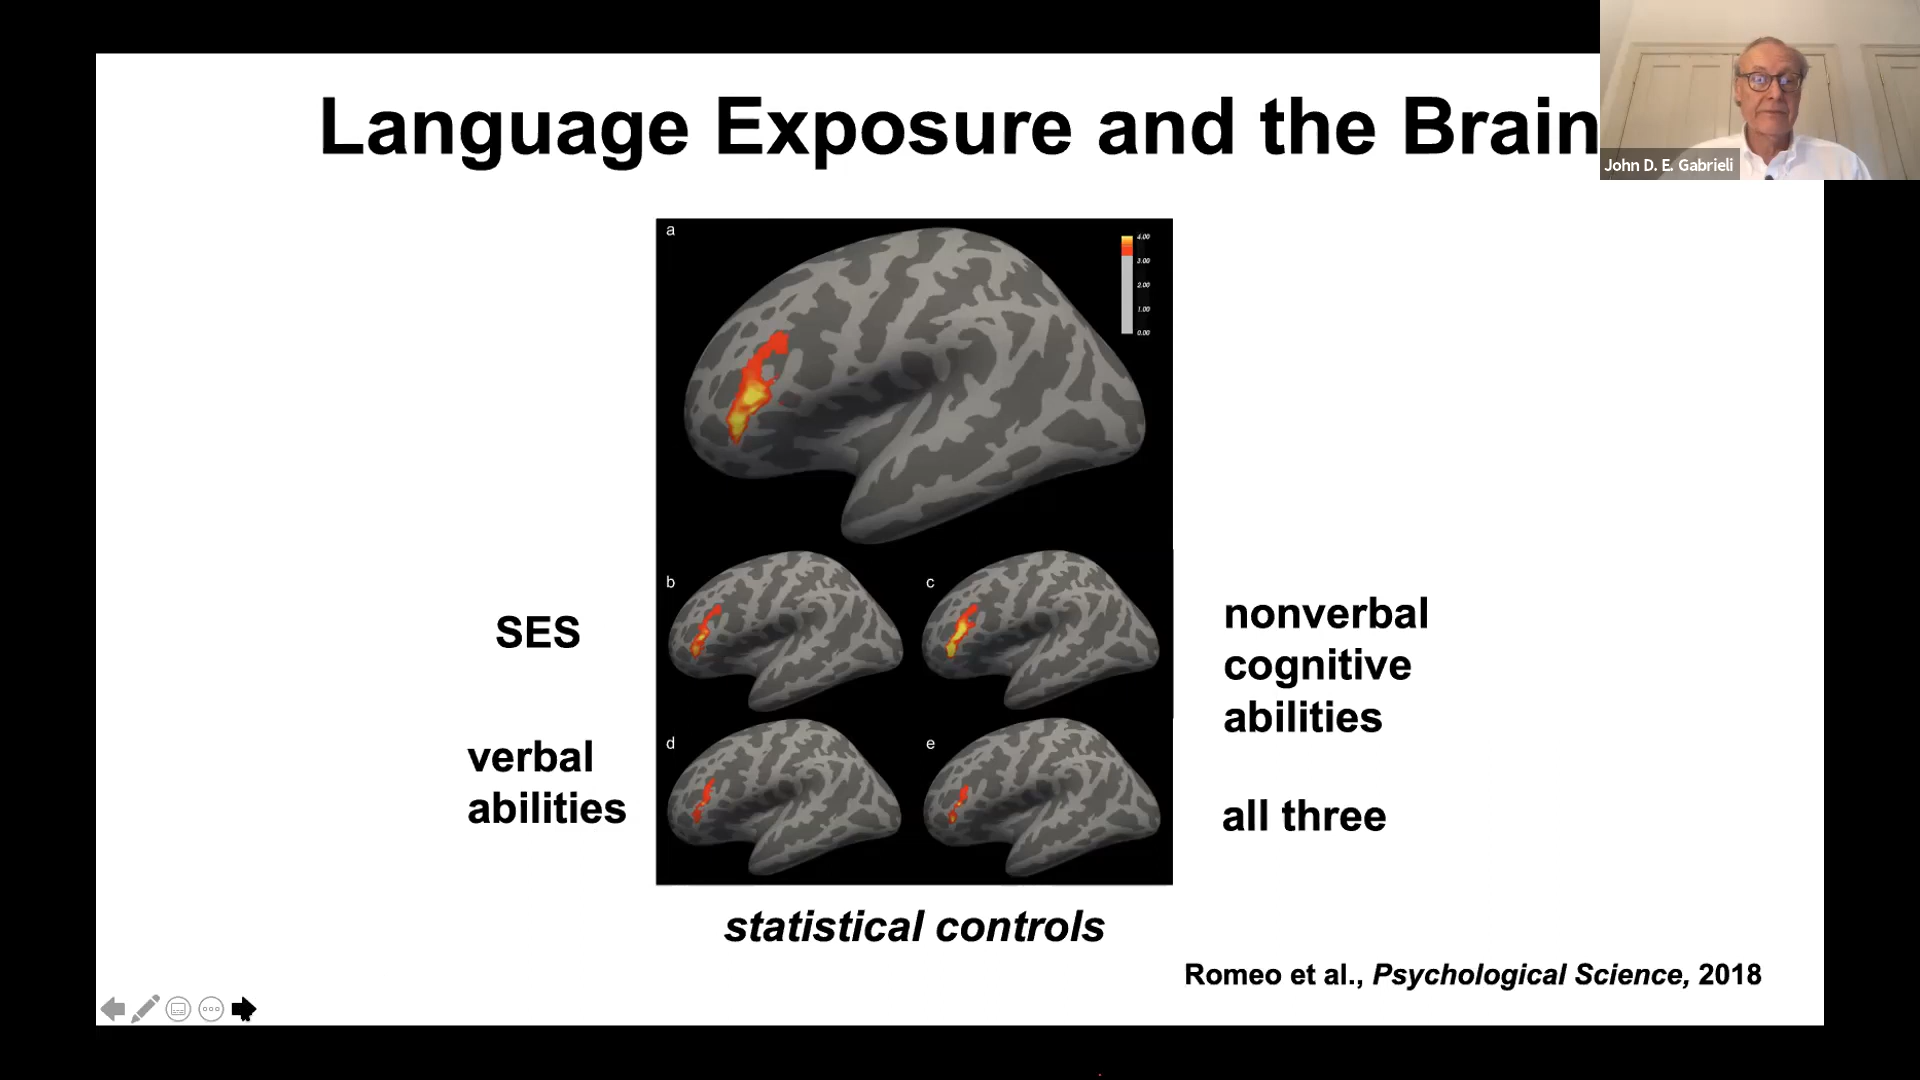 Language Exposure and the Brain
John D. E. Gabrieli
a
4.00
3.00
2.00
1.00
0.00
b
c
SES
nonverbal
cognitive
abilities
d
e
verbal
abilities
all three
statistical controls
Romeo et al., Psychological Science, 2018